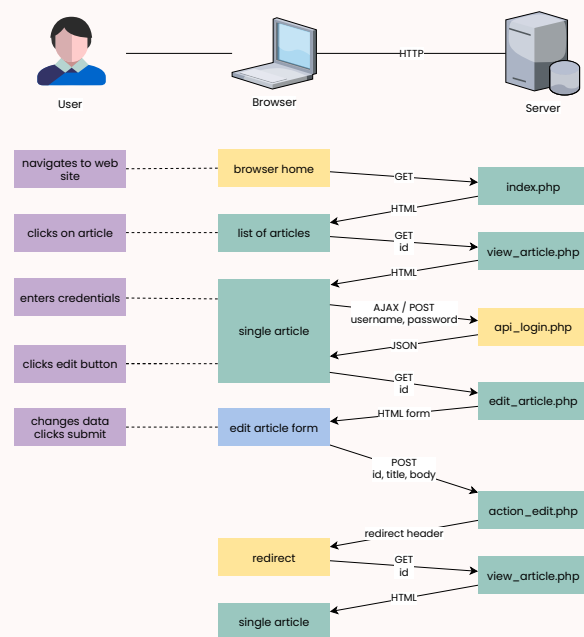 HTTP
User
Browser
Server
navigates to web
site
browser home
GET
index.php
HTML
clicks on article
list of articles
GET
id
view_article.php
HTML
enters credentials
single article
AJAX / POST
username, password
api_login.php
JSON
clicks edit button
GET
id
edit_article.php
HTML form
changes data
clicks submit
edit article form
POST
id, title, body
action_edit.php
redirect header
redirect
GET
id
view_article.php
HTML
single article